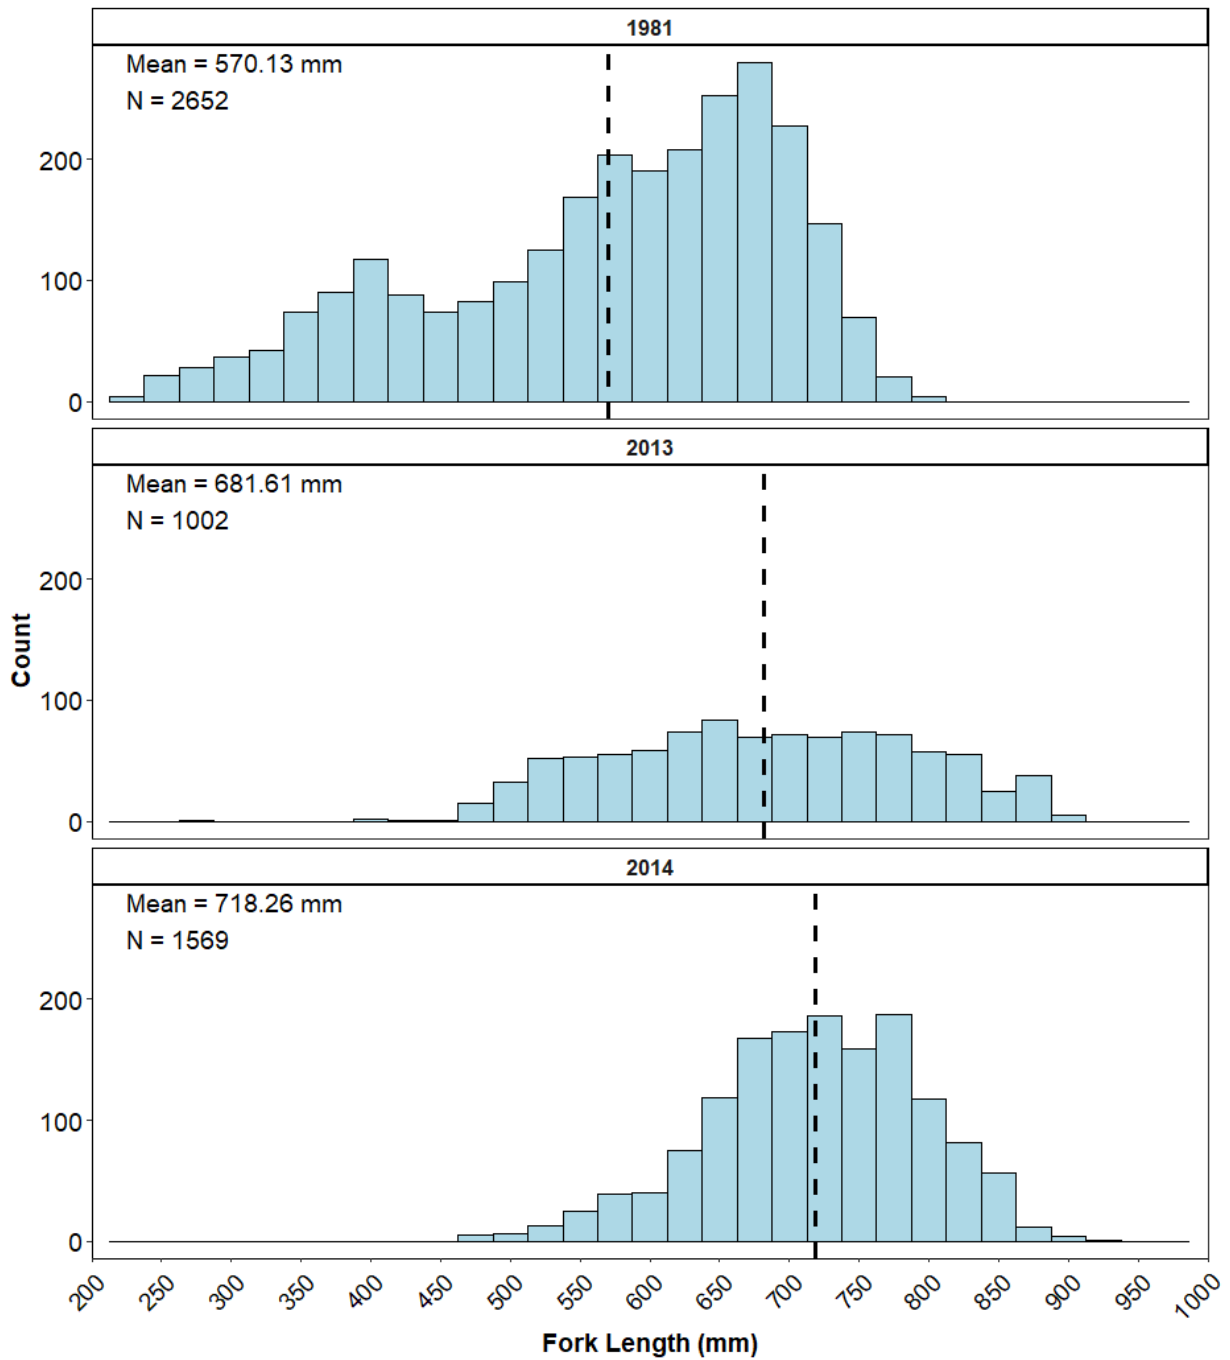 1981
Mean = 570.13 mm
N = 2652
200
100
0
2013
Mean = 681.61 mm
N = 1002
200
100
0
Count
2014
Mean = 718.26 mm
N = 1569
200
100
0
200 250 300 350 400 450 500 550 600 650 700 750 800 850 900 950 1000
Fork Length (mm)